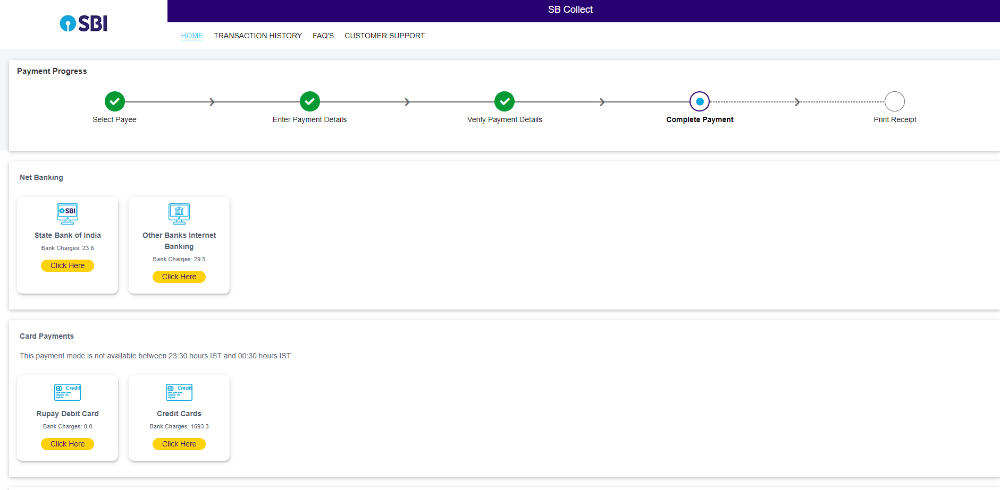 SBI
SB Collect
HOME TRANSACTION HISTORY FAQ'S CUSTOMER SUPPORT
Payment Progress
Select Payee
Enter Payment Details
Verify Payment Details
Complete Payment
Print Receipt
Net Banking
SBI
State Bank of India
Bank Charges: 23.6
Click Here
Other Banks Internet
Banking
Bank Charges: 29.5
Click Here
Card Payments
This payment mode is not available between 23:30 hours IST and 00:30 hours IST
Credit
Rupay Debit Card
Bank Charges: 0.0
Click Here
Credit
Credit Cards
Bank Charges: 1693.3
Click Here